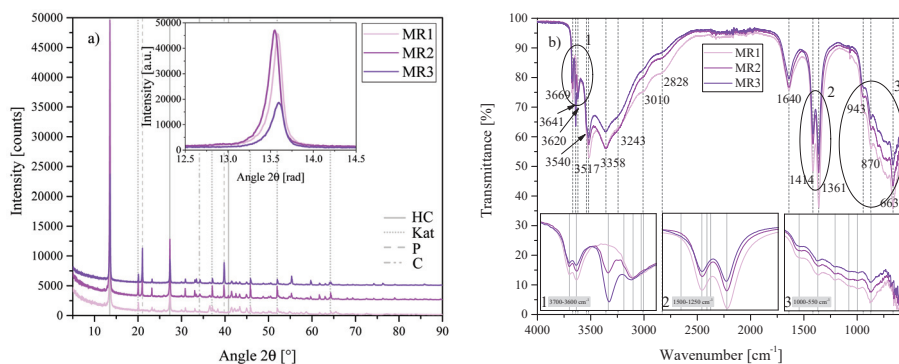 a)
MR1
MR2
MR3
Intensity [counts]
50000
45000
40000
35000
30000
25000
20000
15000
10000
5000
0
10 20 30 40 50 60 70 80 90
Angle 2θ [°]
Intensity [a.u.]
50000
40000
30000
20000
10000
0
12.5 13.0 13.5 14.0 14.5
Angle 2θ [rad]
HC
Kat
P
C
b)
MR1
MR2
MR3
Transmittance [%]
100
90
80
70
60
50
40
30
20
10
0
4000 3500 3000 2500 2000 1500 1000
Wavenumber [cm⁻¹]
1
2
3
3669
3641
3620
3540
3517
3358
3243
3010
2828
1640
1414
1361
943
870
663
1 3700-3600 cm⁻¹
2 1500-1250 cm⁻¹
3 1000-550 cm⁻¹